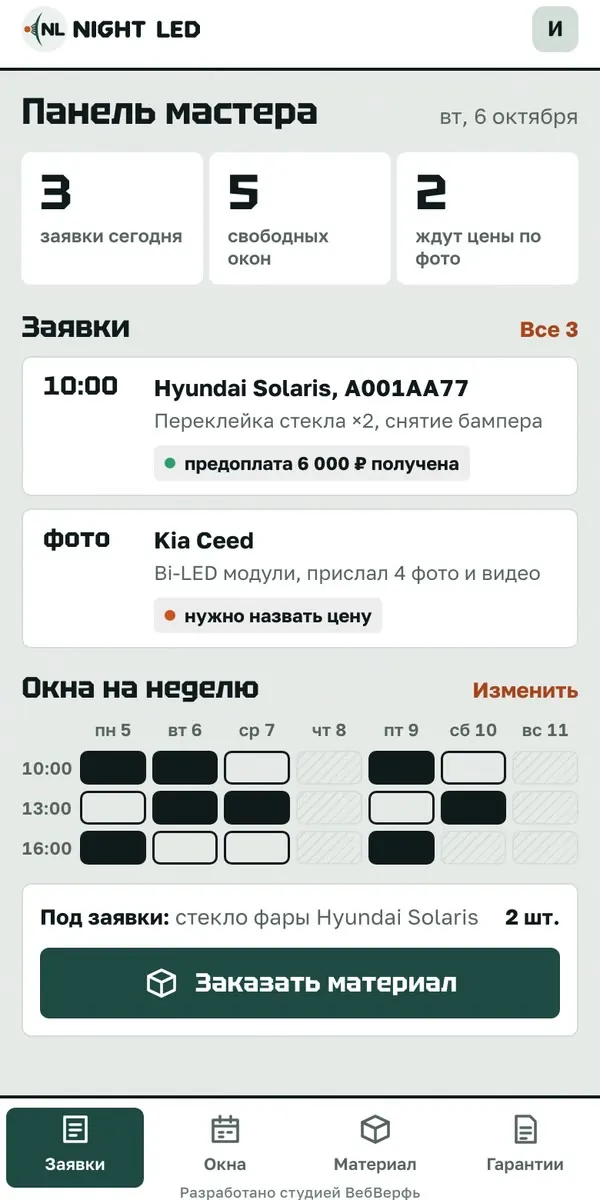 NL NIGHT LED
И
Панель мастера
вт, 6 октября
3
заявки сегодня
5
свободных
окон
2
ждут цены по
фото
Заявки
Все 3
10:00
Hyundai Solaris, А001АА77
Переклейка стекла ×2, снятие бампера
предоплата 6 000 ₽ получена
фото
Kia Ceed
Bi-LED модули, прислал 4 фото и видео
нужно назвать цену
Окна на неделю
Изменить
пн 5 вт 6 ср 7 чт 8 пт 9 сб 10 вс 11
10:00
13:00
16:00
Под заявки: стекло фары Hyundai Solaris 2 шт.
Заказать материал
Заявки Окна Материал Гарантии
Разработано студией ВебВерфь